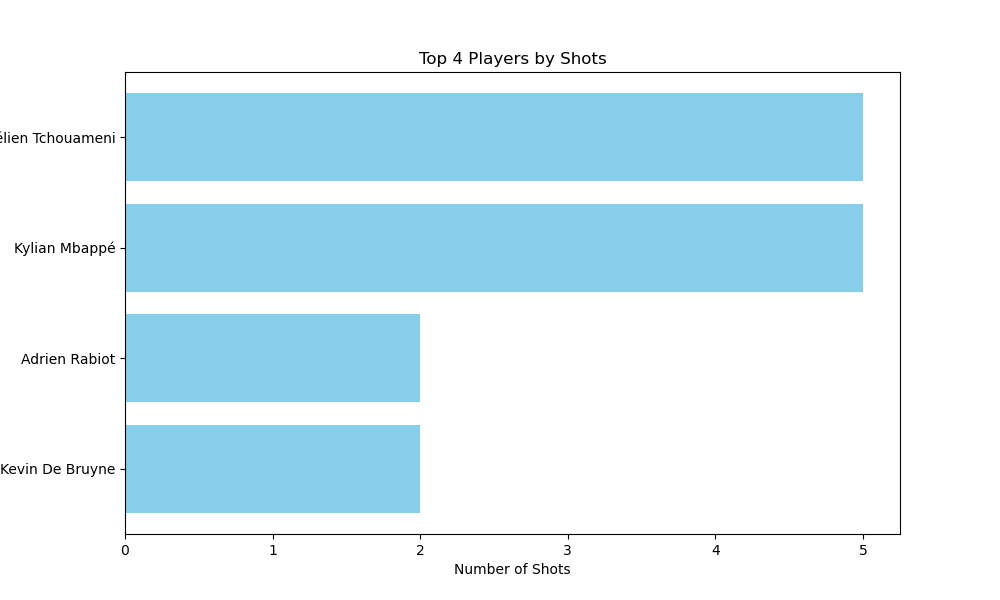 Top 4 Players by Shots
élien Tchouameni
Kylian Mbappé
Adrien Rabiot
Kevin De Bruyne
0 1 2 3 4 5
Number of Shots